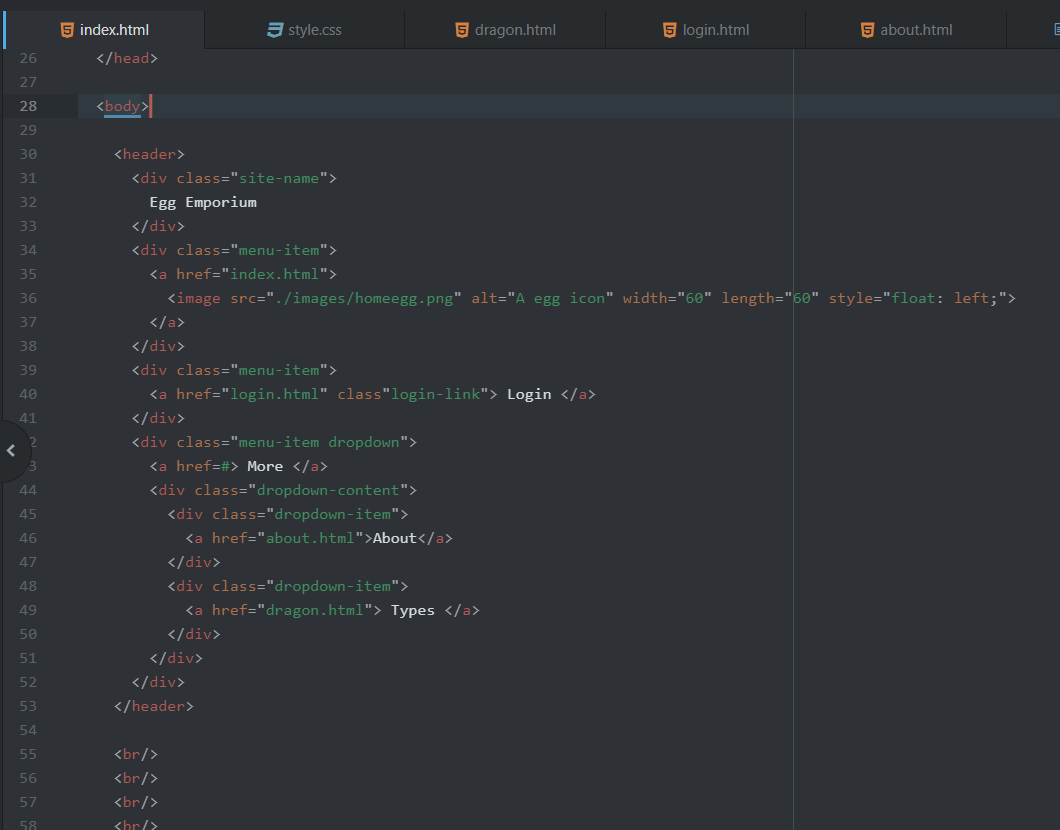 index.html style.css dragon.html login.html about.html
26 </head>
27
28 <body>
29
30 <header>
31 <div class="site-name">
32 Egg Emporium
33 </div>
34 <div class="menu-item">
35 <a href="index.html">
36 <image src="./images/homeegg.png" alt="A egg icon" width="60" length="60" style="float: left;">
37 </a>
38 </div>
39 <div class="menu-item">
40 <a href="login.html" class"login-link"> Login </a>
41 </div>
2 <div class="menu-item dropdown">
3 <a href=#> More </a>
44 <div class="dropdown-content">
45 <div class="dropdown-item">
46 <a href="about.html">About</a>
47 </div>
48 <div class="dropdown-item">
49 <a href="dragon.html"> Types </a>
50 </div>
51 </div>
52 </div>
53 </header>
54
55 <br/>
56 <br/>
57 <br/>
58 <br/>